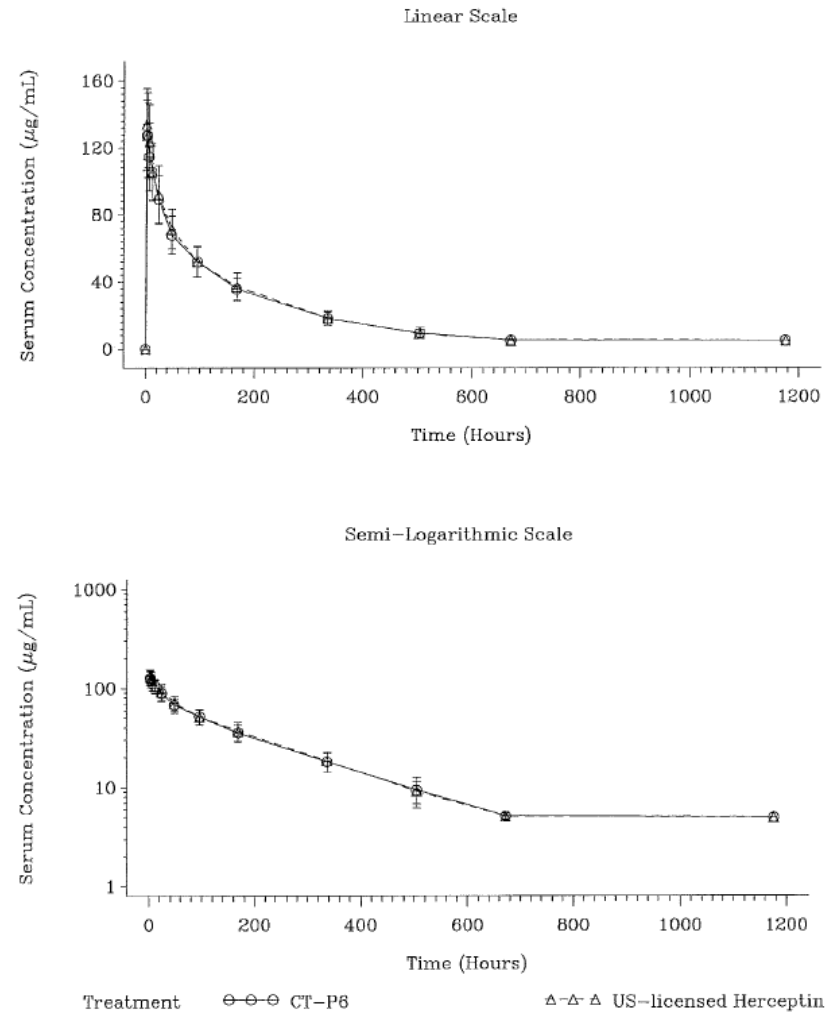 Linear Scale
Serum Concentration (μg/mL)
160
120
80
40
0
0 200 400 600 800 1000 1200
Time (Hours)
Semi-Logarithmic Scale
Serum Concentration (μg/mL)
1000
100
10
1
0 200 400 600 800 1000 1200
Time (Hours)
Treatment CT-P6 US-licensed Herceptin